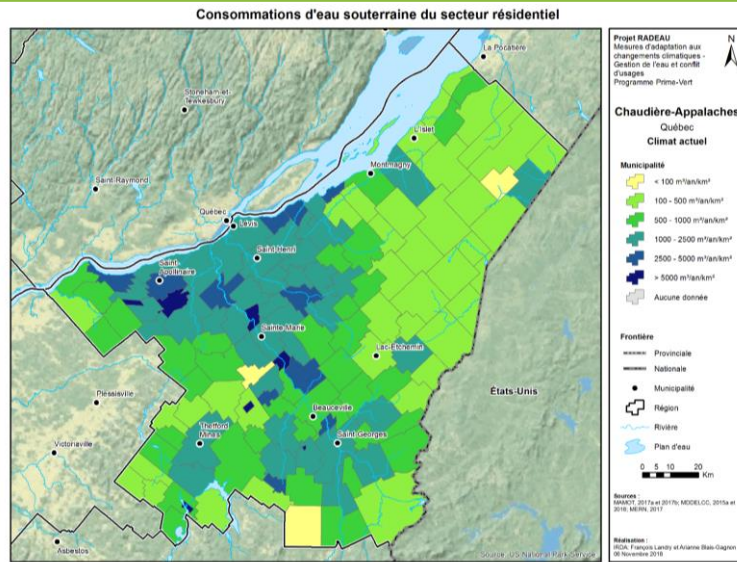 Consommations d'eau souterraine du secteur résidentiel
La Pocatière
Stoneham-et-
Tewkesbury
L'Islet
Montmagny
Saint-Raymond
Québec
Lévis
Saint-Henri
Saint-
Apollinaire
Sainte-Marie
Lac-Etchemin
Plessisville
Beauceville
Thetford
Mines
Saint-Georges
Victoriaville
Asbestos
États-Unis
Source: US National Park Service
Projet RADEAU
Mesures d'adaptation aux
changements climatiques -
Gestion de l'eau et conflit
d'usages
Programme Prime-Vert
N
Chaudière-Appalaches
Québec
Climat actuel
Municipalité
< 100 m³/an/km²
100 - 500 m³/an/km²
500 - 1000 m³/an/km²
1000 - 2500 m³/an/km²
2500 - 5000 m³/an/km²
> 5000 m³/an/km²
Aucune donnée
Frontière
Provinciale
Nationale
Municipalité
Région
Rivière
Plan d'eau
0 5 10 20
Km
Sources :
MAMOT, 2017a et 2017b; MDDELCC, 2015a et
2016; MERN, 2017
Réalisation :
IRDA: François Landry et Arianne Blais-Gagnon
06 Novembre 2018